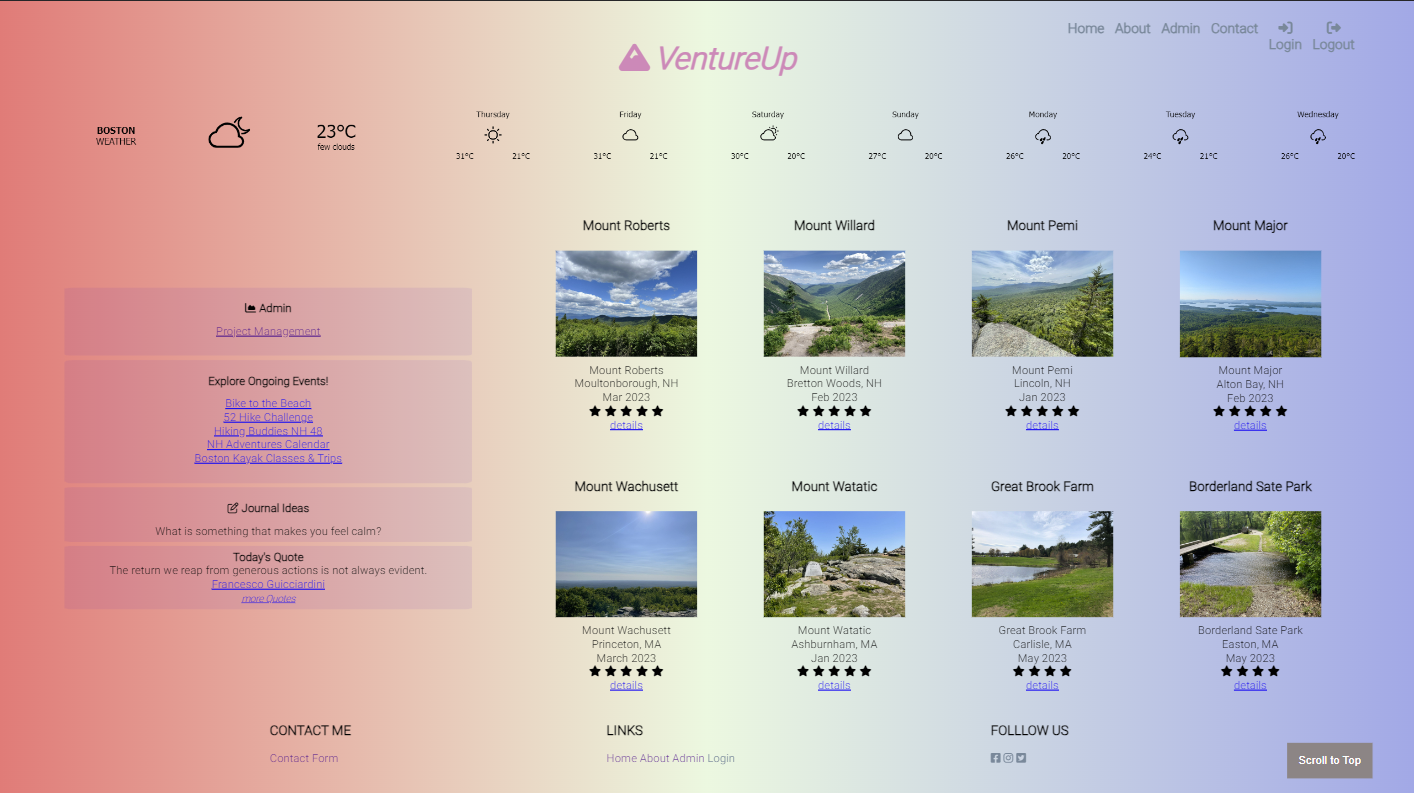 Home About Admin Contact Login Logout
VentureUp
BOSTON
WEATHER
23°C
few clouds
Thursday
31°C 21°C
Friday
31°C 21°C
Saturday
30°C 20°C
Sunday
27°C 20°C
Monday
26°C 20°C
Tuesday
24°C 21°C
Wednesday
26°C 20°C
Admin
Project Management
Explore Ongoing Events!
Bike to the Beach
52 Hike Challenge
Hiking Buddies NH 48
NH Adventures Calendar
Boston Kayak Classes & Trips
Journal Ideas
What is something that makes you feel calm?
Today's Quote
The return we reap from generous actions is not always evident.
Francesco Guicciardini
more Quotes
Mount Roberts
Mount Roberts
Moultonborough, NH
Mar 2023
details
Mount Willard
Mount Willard
Bretton Woods, NH
Feb 2023
details
Mount Pemi
Mount Pemi
Lincoln, NH
Jan 2023
details
Mount Major
Mount Major
Alton Bay, NH
Feb 2023
details
Mount Wachusett
Mount Wachusett
Princeton, MA
March 2023
details
Mount Watatic
Mount Watatic
Ashburnham, MA
Jan 2023
details
Great Brook Farm
Great Brook Farm
Carlisle, MA
May 2023
details
Borderland Sate Park
Borderland Sate Park
Easton, MA
May 2023
details
CONTACT ME
Contact Form
LINKS
Home About Admin Login
FOLLLOW US
Scroll to Top